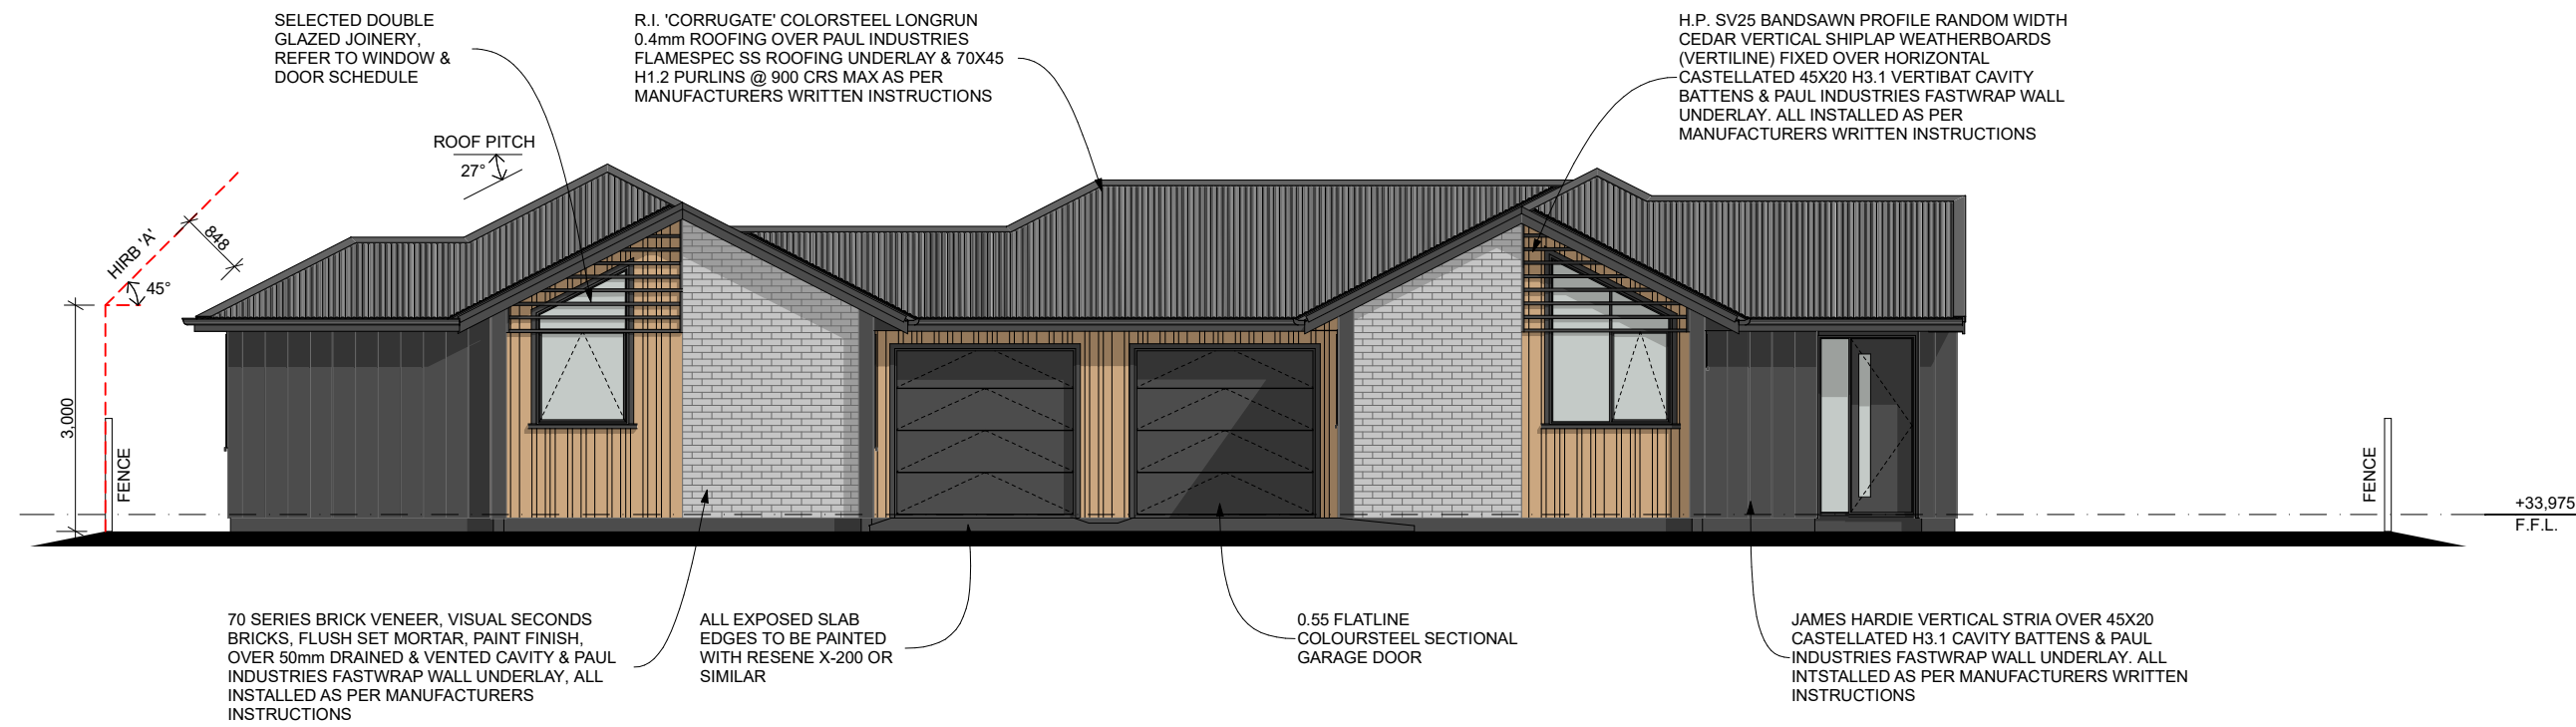 SELECTED DOUBLE
GLAZED JOINERY,
REFER TO WINDOW &
DOOR SCHEDULE
R.I. 'CORRUGATE' COLORSTEEL LONGRUN
0.4mm ROOFING OVER PAUL INDUSTRIES
FLAMESPEC SS ROOFING UNDERLAY & 70X45
H1.2 PURLINS @ 900 CRS MAX AS PER
MANUFACTURERS WRITTEN INSTRUCTIONS
H.P. SV25 BANDSAWN PROFILE RANDOM WIDTH
CEDAR VERTICAL SHIPLAP WEATHERBOARDS
(VERTILINE) FIXED OVER HORIZONTAL
CASTELLATED 45X20 H3.1 VERTIBAT CAVITY
BATTENS & PAUL INDUSTRIES FASTWRAP WALL
UNDERLAY. ALL INSTALLED AS PER
MANUFACTURERS WRITTEN INSTRUCTIONS
ROOF PITCH
27°
HIRB 'A'
848
45°
3,000
FENCE
FENCE
+33,975
F.F.L.
70 SERIES BRICK VENEER, VISUAL SECONDS
BRICKS, FLUSH SET MORTAR, PAINT FINISH,
OVER 50mm DRAINED & VENTED CAVITY & PAUL
INDUSTRIES FASTWRAP WALL UNDERLAY, ALL
INSTALLED AS PER MANUFACTURERS
INSTRUCTIONS
ALL EXPOSED SLAB
EDGES TO BE PAINTED
WITH RESENE X-200 OR
SIMILAR
0.55 FLATLINE
COLOURSTEEL SECTIONAL
GARAGE DOOR
JAMES HARDIE VERTICAL STRIA OVER 45X20
CASTELLATED H3.1 CAVITY BATTENS & PAUL
INDUSTRIES FASTWRAP WALL UNDERLAY. ALL
INTSTALLED AS PER MANUFACTURERS WRITTEN
INSTRUCTIONS